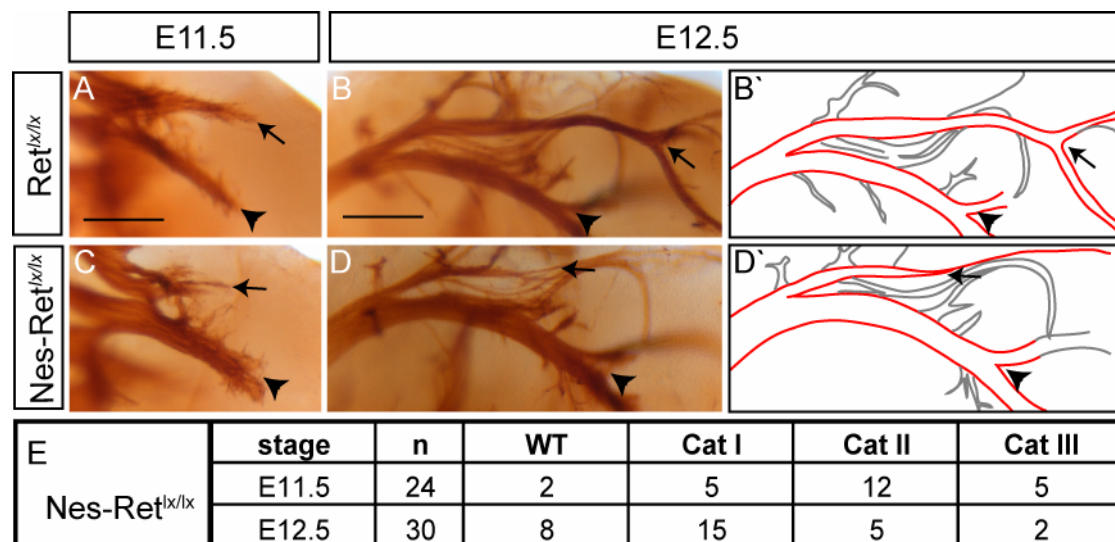 E11.5 E12.5
Ret^lx/lx
A B B`
Nes-Ret^lx/lx
C D D`
E stage n WT Cat I Cat II Cat III
Nes-Ret^lx/lx E11.5 24 2 5 12 5
E12.5 30 8 15 5 2